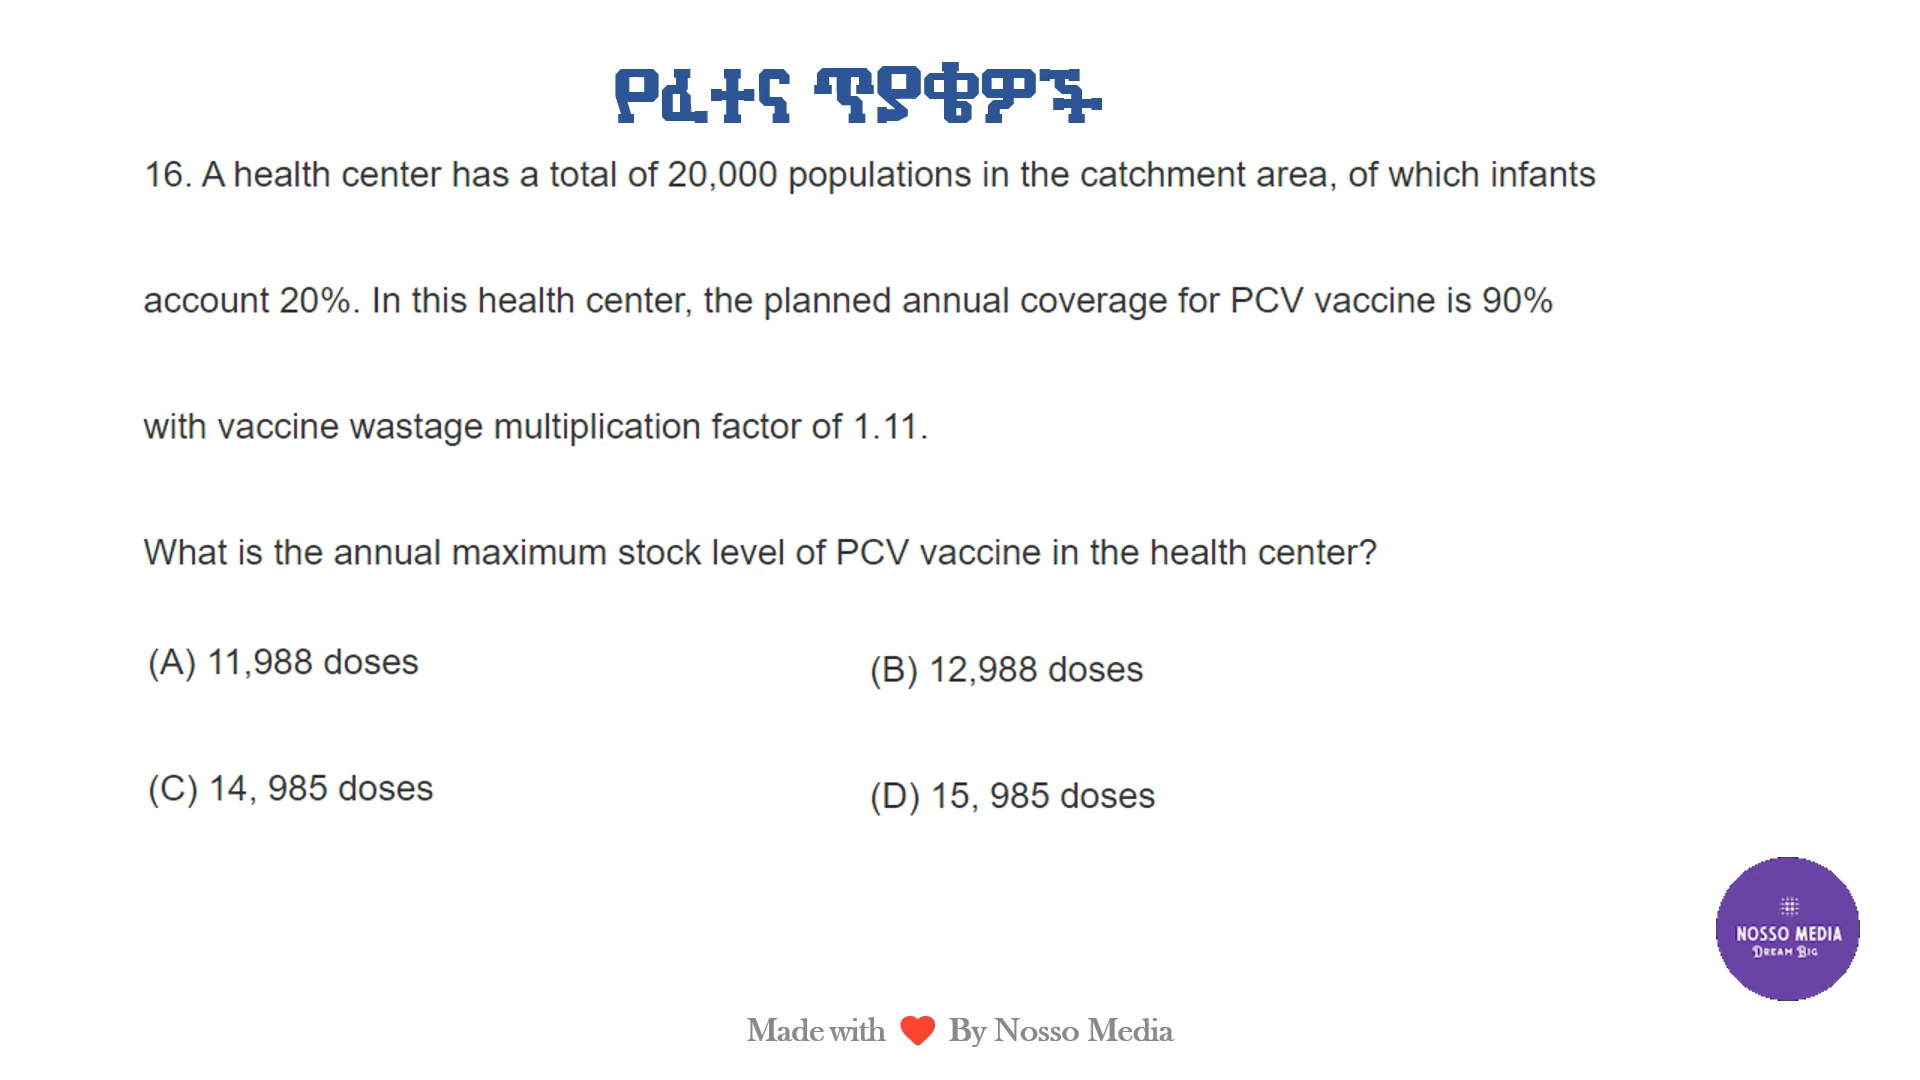 የፈተና ጥያቄዎች
16. A health center has a total of 20,000 populations in the catchment area, of which infants
account 20%. In this health center, the planned annual coverage for PCV vaccine is 90%
with vaccine wastage multiplication factor of 1.11.
What is the annual maximum stock level of PCV vaccine in the health center?
(A) 11,988 doses
(B) 12,988 doses
(C) 14, 985 doses
(D) 15, 985 doses
NOSSO MEDIA
DREAM BIG
Made with ❤ By Nosso Media